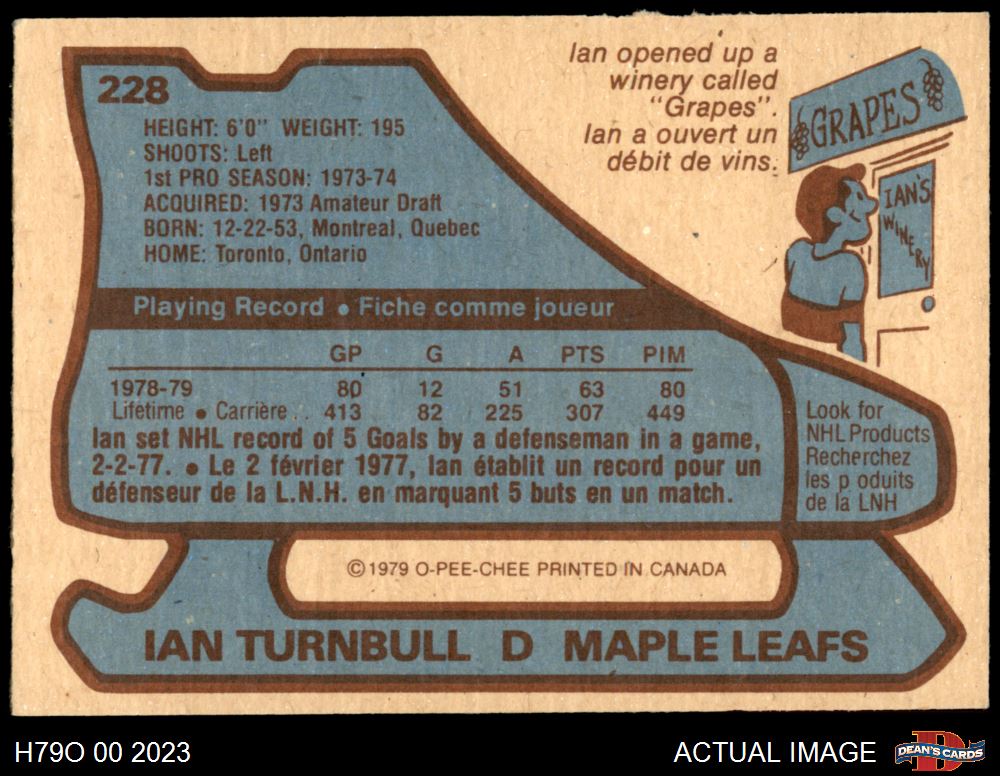 228
Ian opened up a
winery called
"Grapes".
Ian a ouvert un
débit de vins.
GRAPES
IAN'S
WINERY
HEIGHT: 6'0" WEIGHT: 195
SHOOTS: Left
1st PRO SEASON: 1973-74
ACQUIRED: 1973 Amateur Draft
BORN: 12-22-53, Montreal, Quebec
HOME: Toronto, Ontario
Playing Record • Fiche comme joueur
GP G A PTS PIM
1978-79 80 12 51 63 80
Lifetime • Carrière . . 413 82 225 307 449
Ian set NHL record of 5 Goals by a defenseman in a game,
2-2-77. • Le 2 février 1977, Ian établit un record pour un
défenseur de la L.N.H. en marquant 5 buts en un match.
Look for
NHL Products
Recherchez
les p oduits
de la LNH
©1979 O-PEE-CHEE PRINTED IN CANADA
IAN TURNBULL D MAPLE LEAFS
H79O 00 2023
ACTUAL IMAGE
DEAN'S CARDS